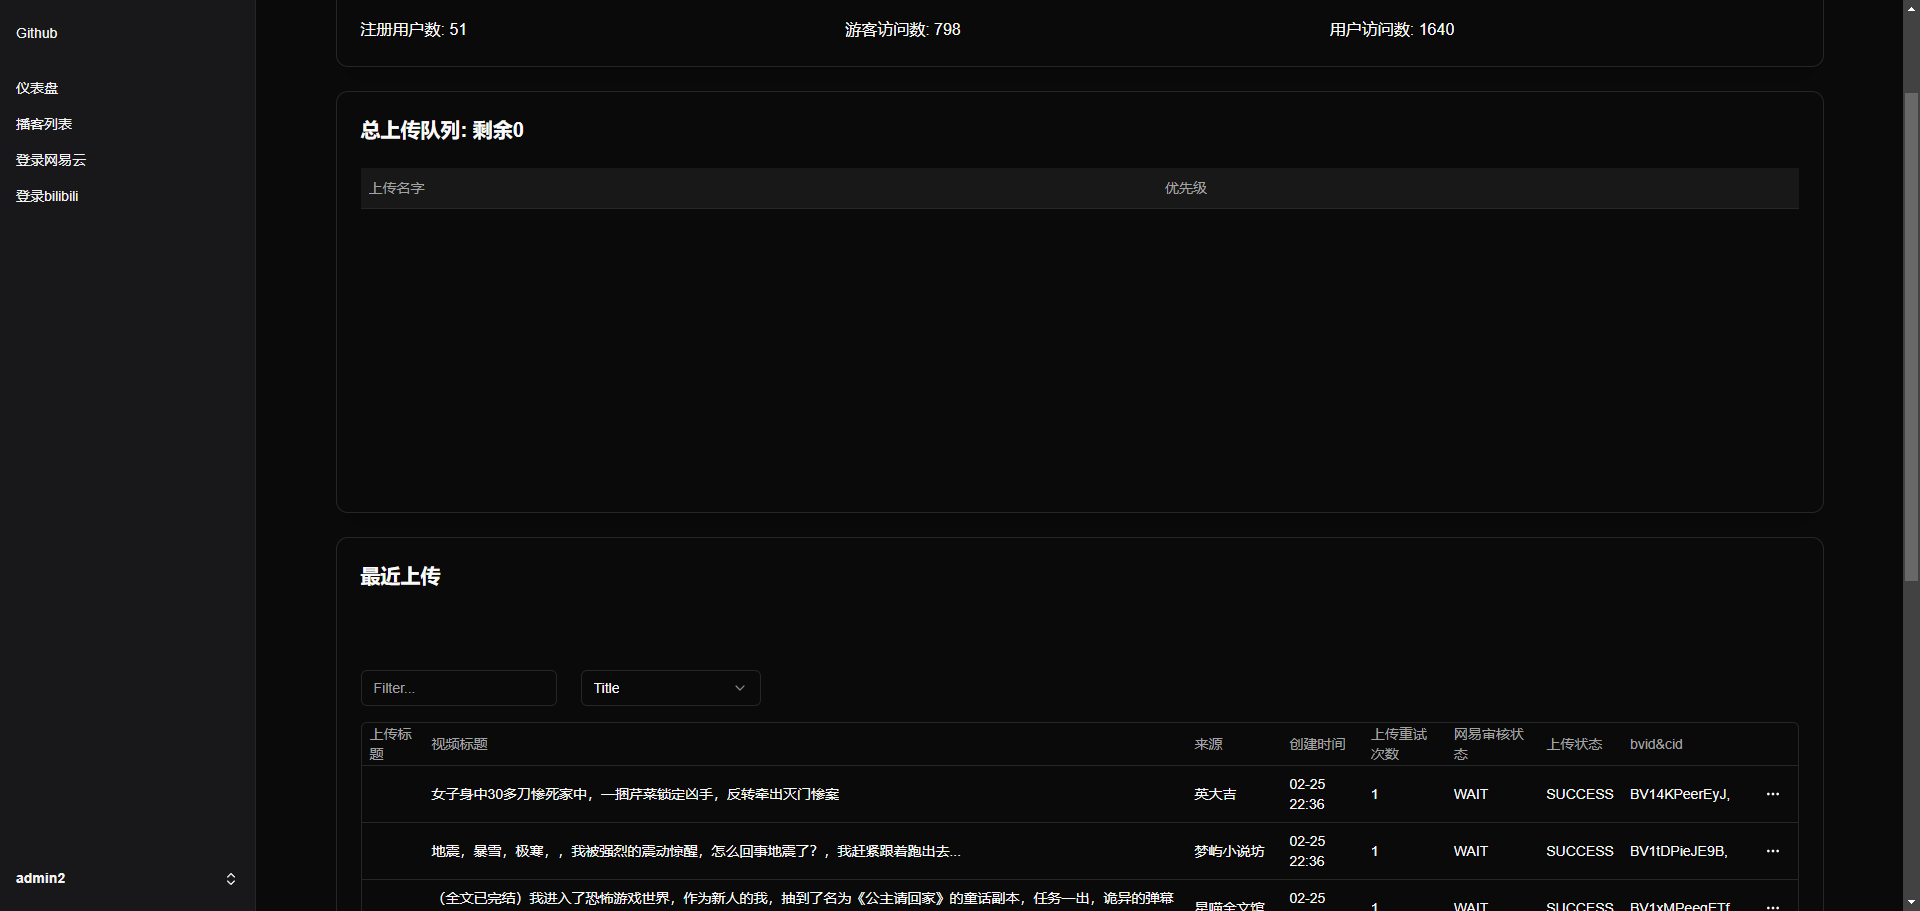 Github
仪表盘
播客列表
登录网易云
登录bilibili
admin2
注册用户数: 51
游客访问数: 798
用户访问数: 1640
总上传队列: 剩余0
上传名字
优先级
最近上传
Filter...
Title
上传标题
视频标题
来源
创建时间
上传重试次数
网易审核状态
上传状态
bvid&cid
女子身中30多刀惨死家中，一捆芹菜锁定凶手，反转牵出灭门惨案
英大吉
02-25
22:36
1
WAIT
SUCCESS
BV14KPeerEyJ,
地震，暴雪，极寒，，我被强烈的震动惊醒，怎么回事地震了？，我赶紧跟着跑出去...
梦屿小说坊
02-25
22:36
1
WAIT
SUCCESS
BV1tDPieJE9B,
（全文已完结）我进入了恐怖游戏世界，作为新人的我，抽到了名为《公主请回家》的童话副本，任务一出，诡异的弹幕
星喵全文馆
02-25
1
WAIT
SUCCESS